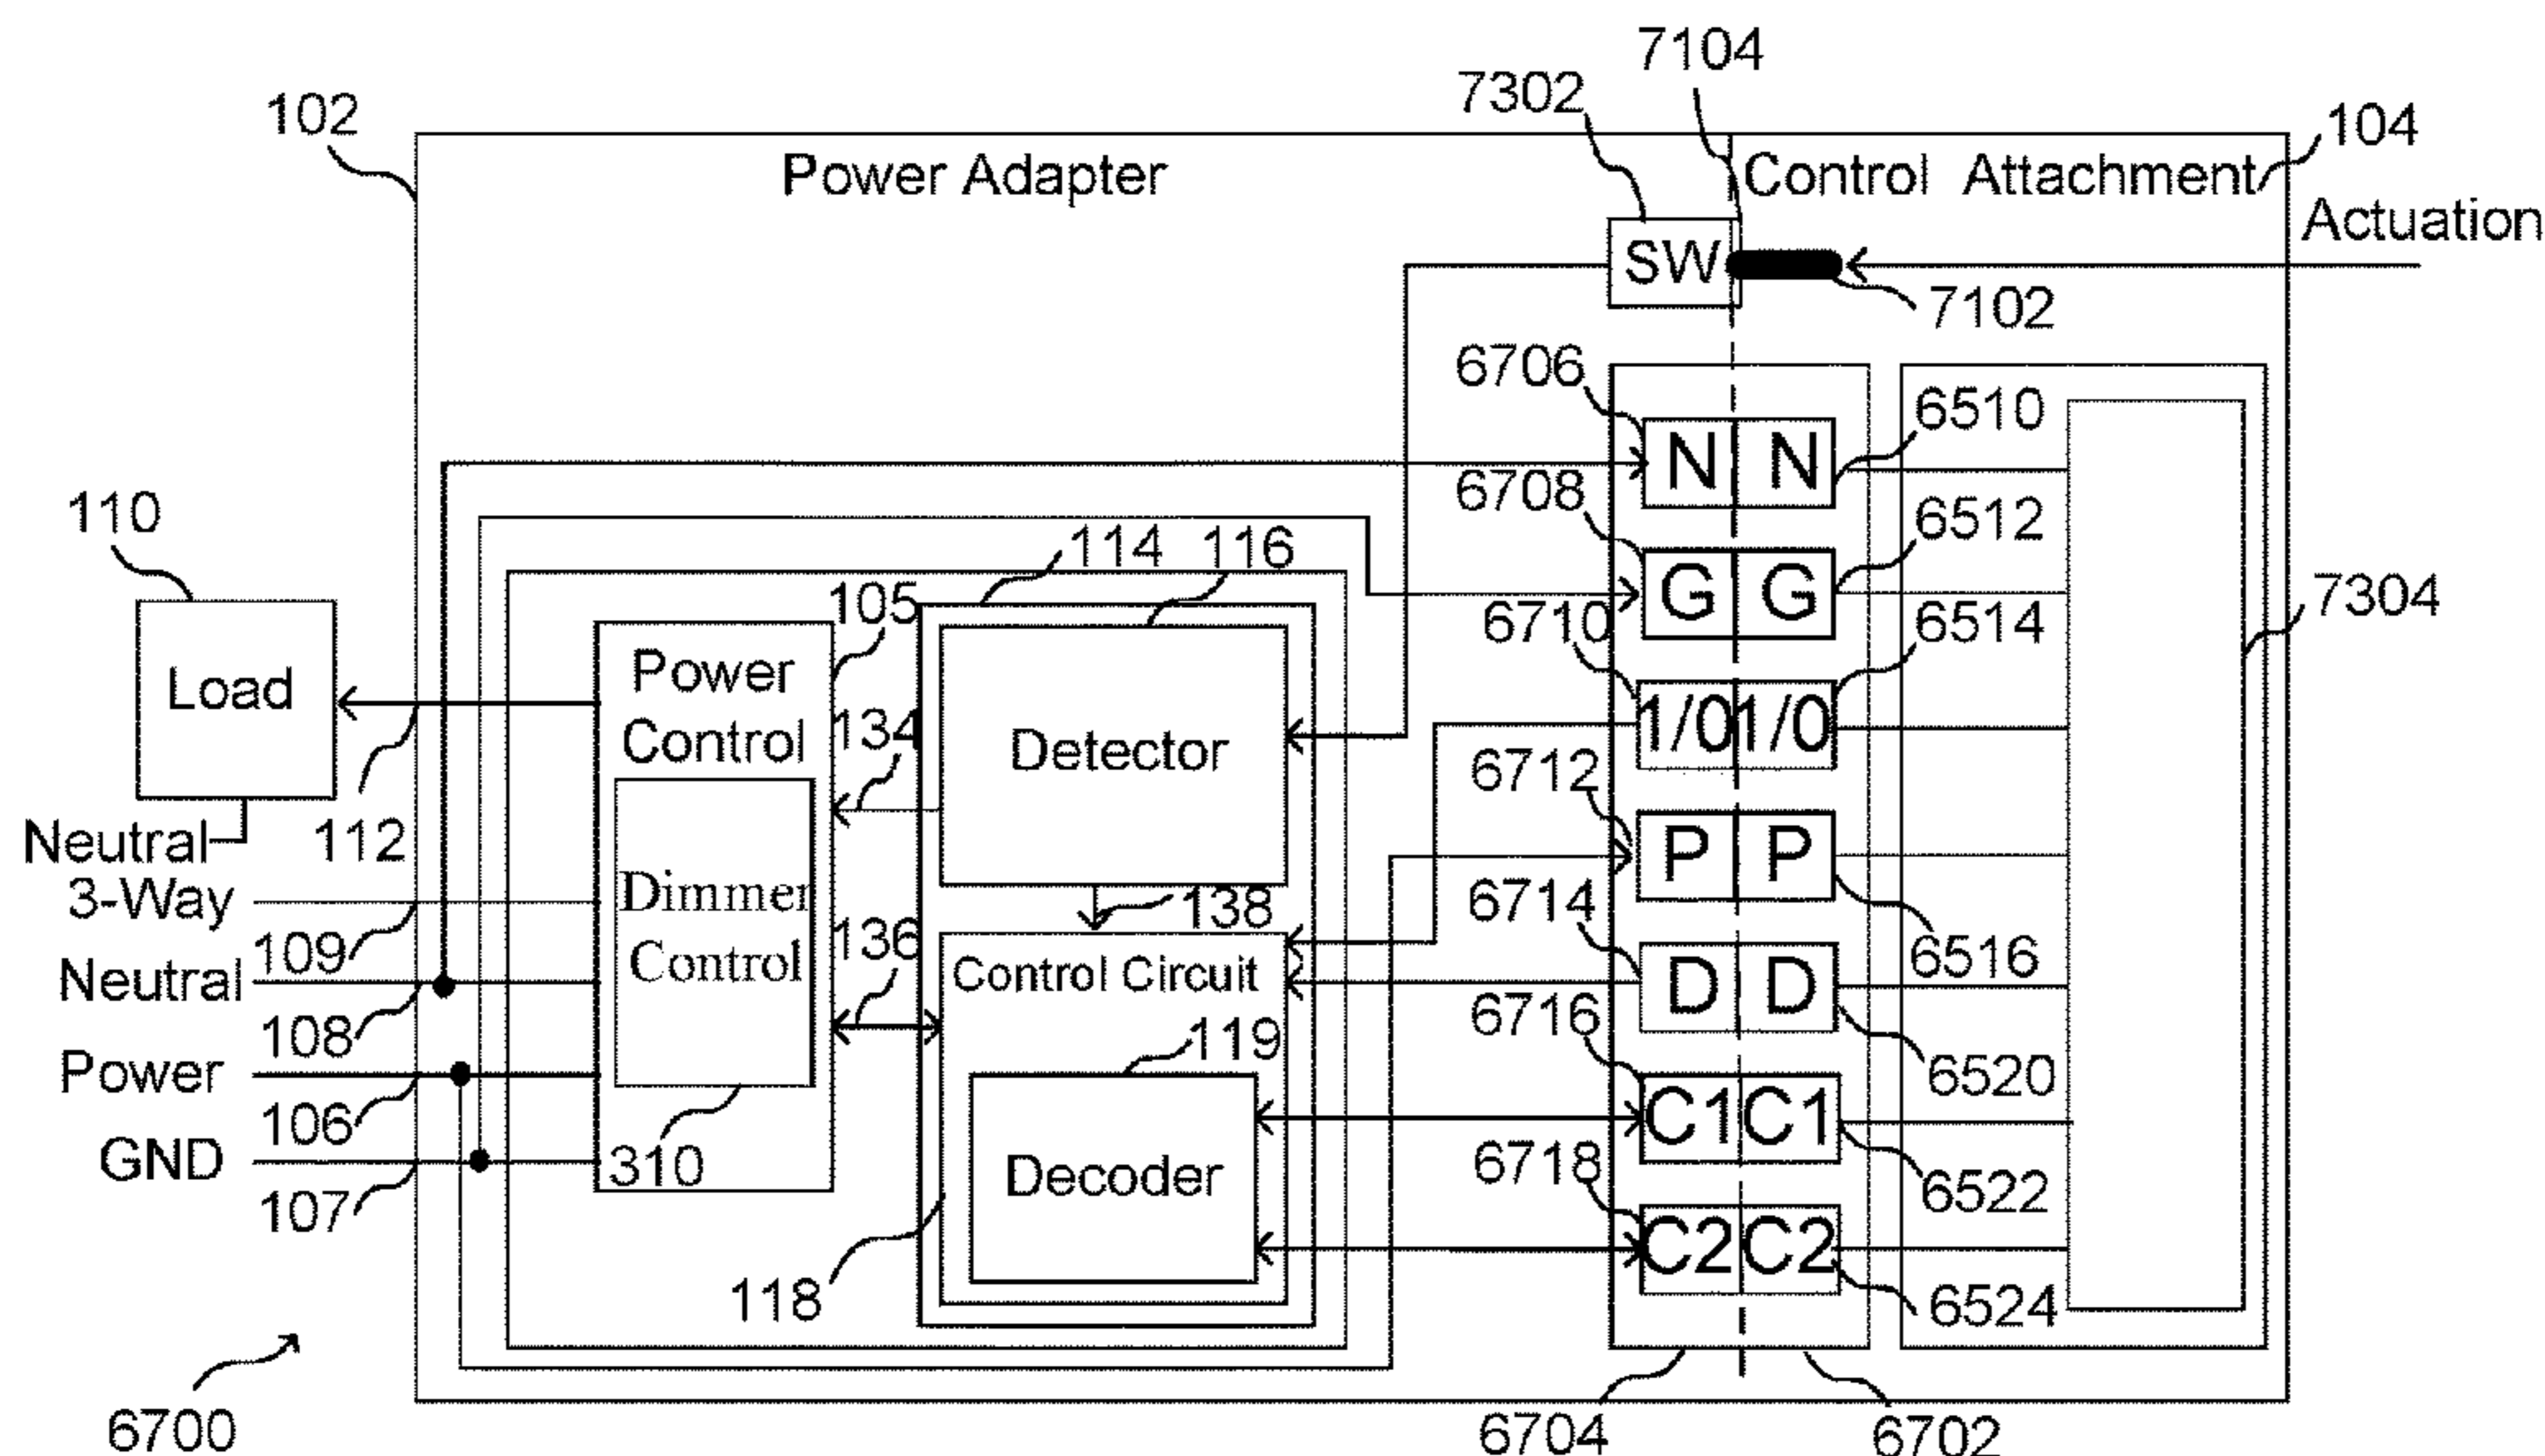 7104
7302
102
104
Power Adapter
Control Attachment
Actuation
SW
7102
6706
6510
N N
6708
6512
110
114
116
G G
105
6710
6514
7304
Load
Power
Control
134
Detector
1/0 1/0
6712
Neutral
112
P P
3-Way
Dimmer
Control
138
6714
109
136
6516
Neutral
Control Circuit
D D
108
6716
6520
Power
119
106
C1 C1
GND
310
Decoder
6718
6522
107
C2 C2
118
6524
6700
6704
6702